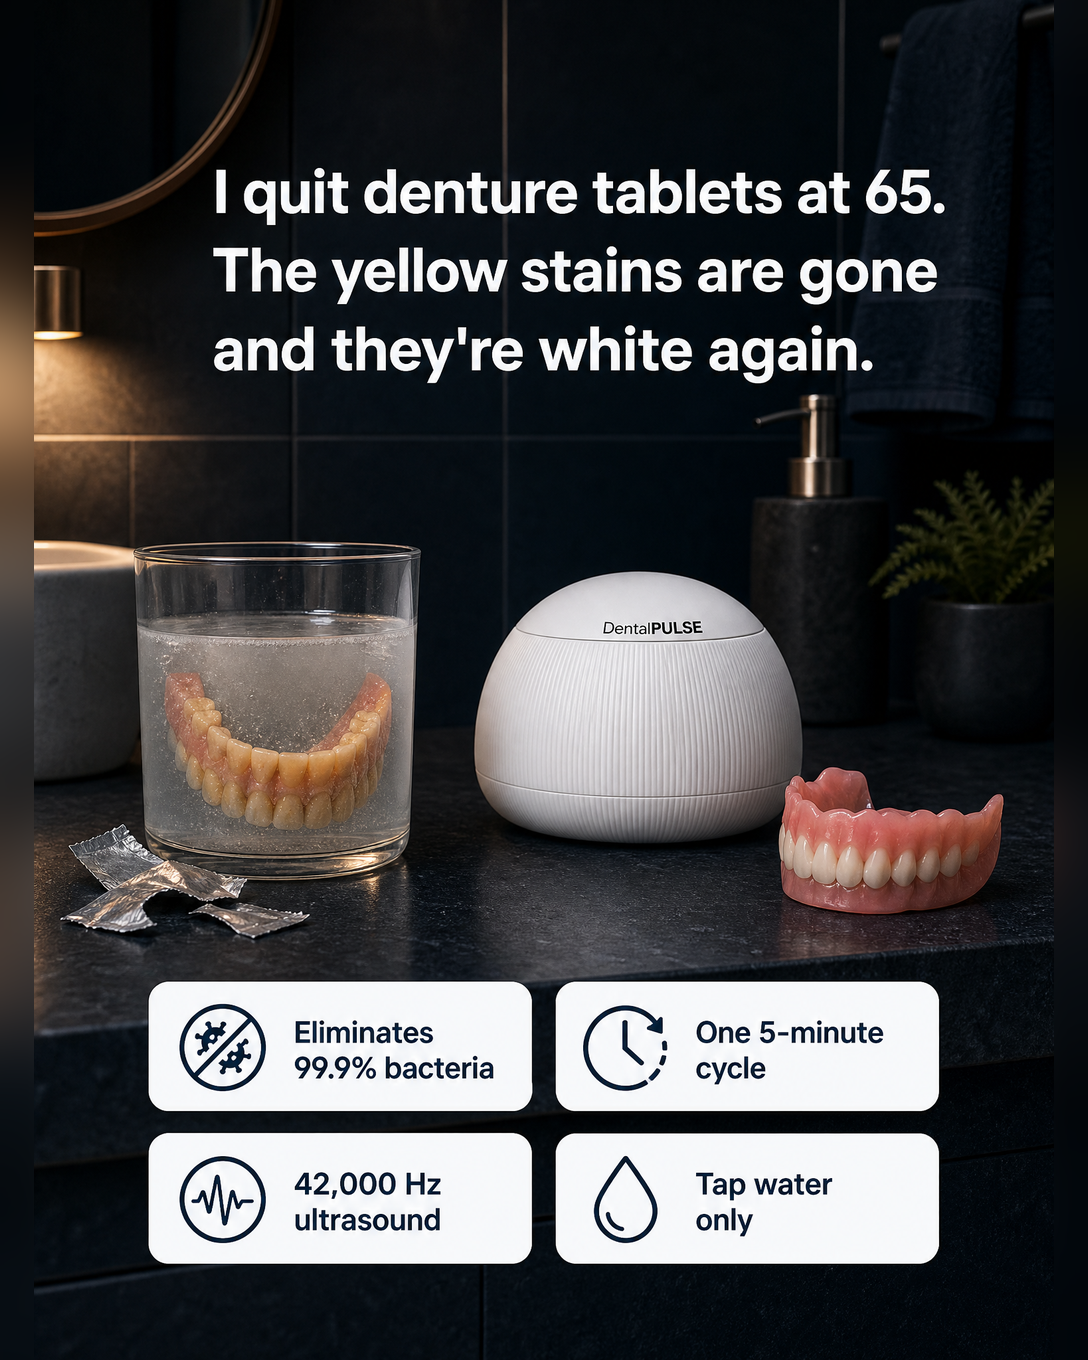 I quit denture tablets at 65.
The yellow stains are gone
and they're white again.
DentalPULSE
Eliminates
99.9% bacteria
One 5-minute
cycle
42,000 Hz
ultrasound
Tap water
only